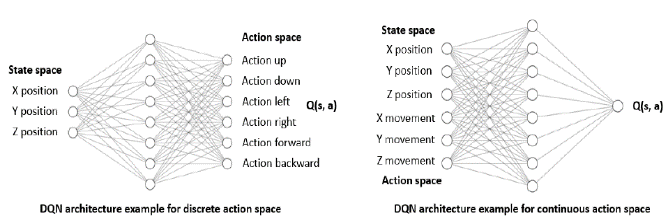 State space
X position
Y position
Z position
Action space
Action up
Action down
Action left
Action right
Action forward
Action backward
Q(s, a)
DQN architecture example for discrete action space
State space
X position
Y position
Z position
X movement
Y movement
Z movement
Action space
Q(s, a)
DQN architecture example for continuous action space